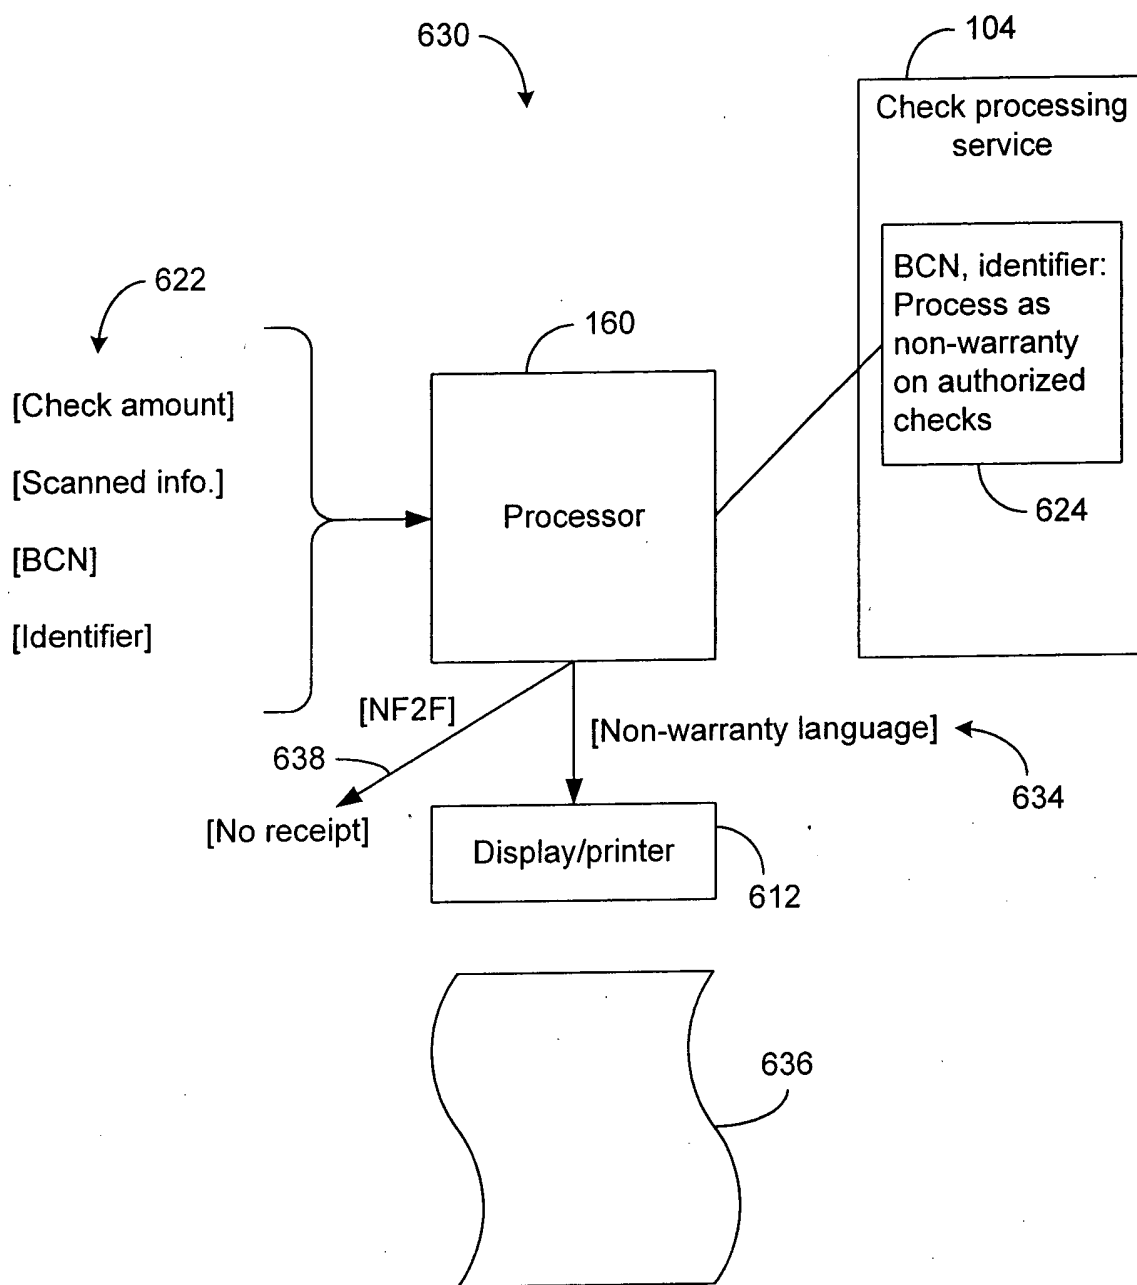 630
104
Check processing
service
622
BCN, identifier:
Process as
non-warranty
on authorized
checks
160
[Check amount]
[Scanned info.]
Processor
624
[BCN]
[Identifier]
[NF2F]
[Non-warranty language]
638
634
[No receipt]
Display/printer
612
636